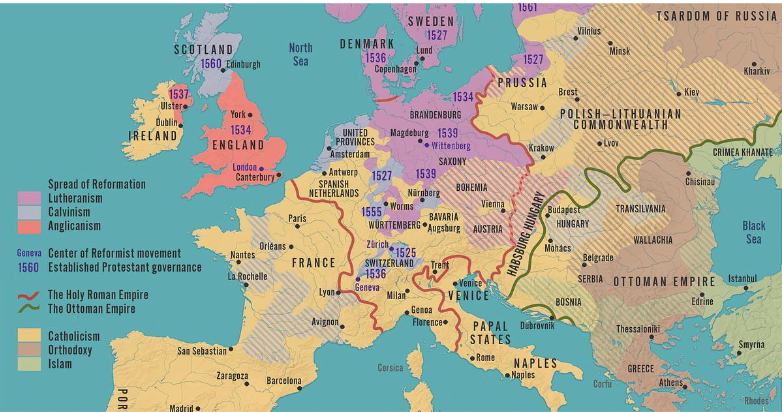 1561
TSARDOM OF RUSSIA
SWEDEN
1527
Vilnius
DENMARK
1536
Lund
Copenhagen
SCOTLAND
1560
Edinburgh
North
Sea
Minsk
1527
Kharkiv
PRUSSIA
Brest
Kiev
1537
Ulster
Dublin
IRELAND
York
1534
ENGLAND
London
Canterbury
1534
BRANDENBURG
Warsaw
POLISH–LITHUANIAN
COMMONWEALTH
UNITED
PROVINCES
Amsterdam
Magdeburg
1539
Wittenberg
SAXONY
Krakow
Lvov
CRIMEA KHANATE
Antwerp
SPANISH
NETHERLANDS
1527
1539
Nürnberg
BOHEMIA
Chisinau
Spread of Reformation
Lutheranism
Calvinism
Anglicanism
Worms
1555
WÜRTTEMBERG
BAVARIA
Augsburg
Vienna
AUSTRIA
HABSBURG HUNGARY
Budapest
HUNGARY
TRANSILVANIA
Mohács
WALLACHIA
Black
Sea
Paris
Orléans
Nantes
FRANCE
La Rochelle
Zürich
1525
SWITZERLAND
1536
Geneva
Geneva Center of Reformist movement
1560 Established Protestant governance
Trent
Venice
VENICE
Belgrade
SERBIA
OTTOMAN EMPIRE
Istanbul
The Holy Roman Empire
The Ottoman Empire
Lyon
Milan
Genoa
Florence
BOSNIA
Edirne
Avignon
PAPAL
STATES
Dubrovnik
Thessaloniki
Catholicism
Orthodoxy
Islam
San Sebastian
Zaragoza
Barcelona
Madrid
POR
Corsica
Rome
NAPLES
Naples
Corfu
GREECE
Athens
Smyrna
Rhodes